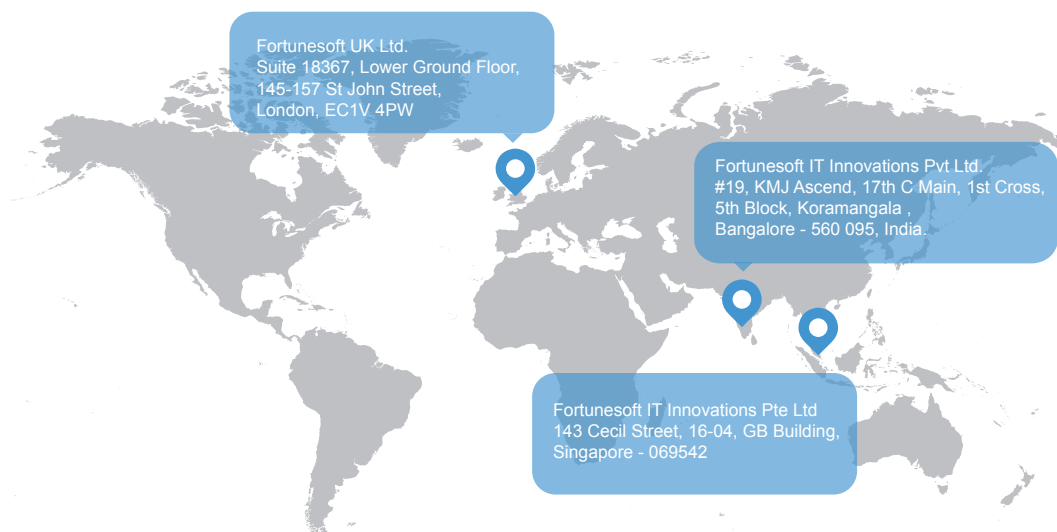 Fortunesoft UK Ltd.
Suite 18367, Lower Ground Floor,
145-157 St John Street,
London, EC1V 4PW
Fortunesoft IT Innovations Pvt Ltd.
#19, KMJ Ascend, 17th C Main, 1st Cross,
5th Block, Koramangala ,
Bangalore - 560 095, India.
Fortunesoft IT Innovations Pte Ltd
143 Cecil Street, 16-04, GB Building,
Singapore - 069542